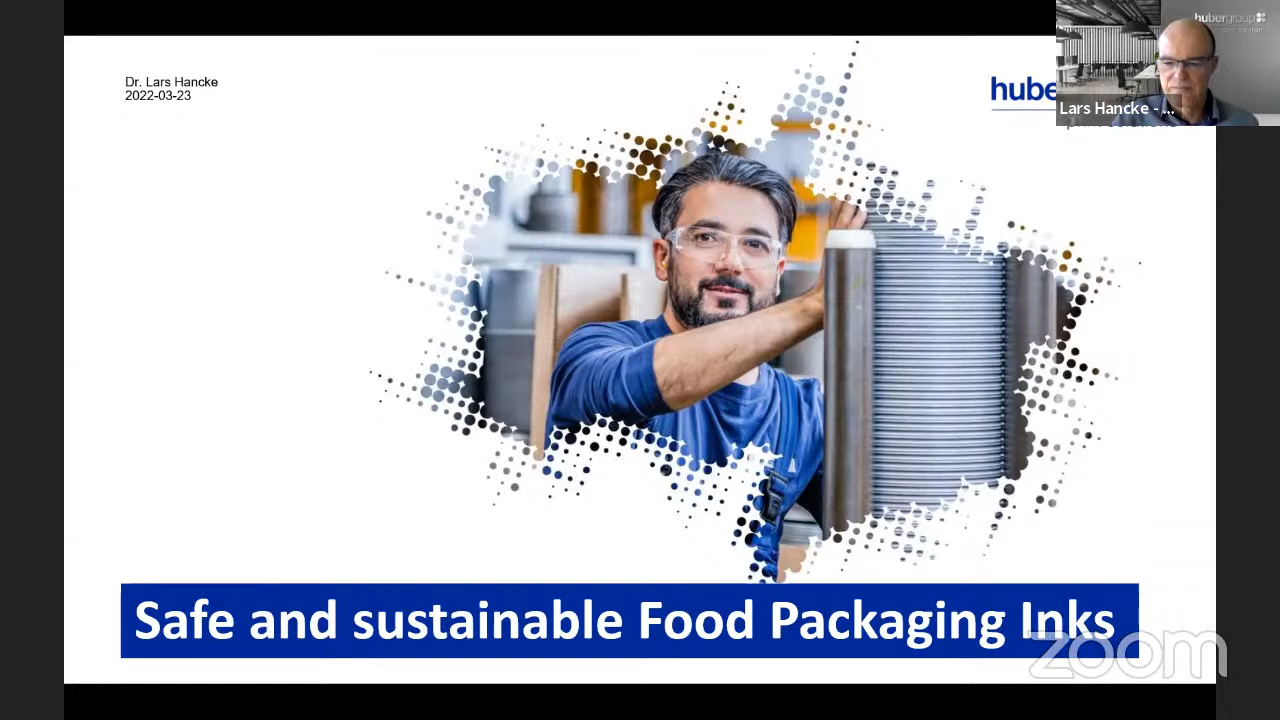 Dr. Lars Hancke
2022-03-23
hube
hubergroup
Lars Hancke - ...
Safe and sustainable Food Packaging Inks
zoom